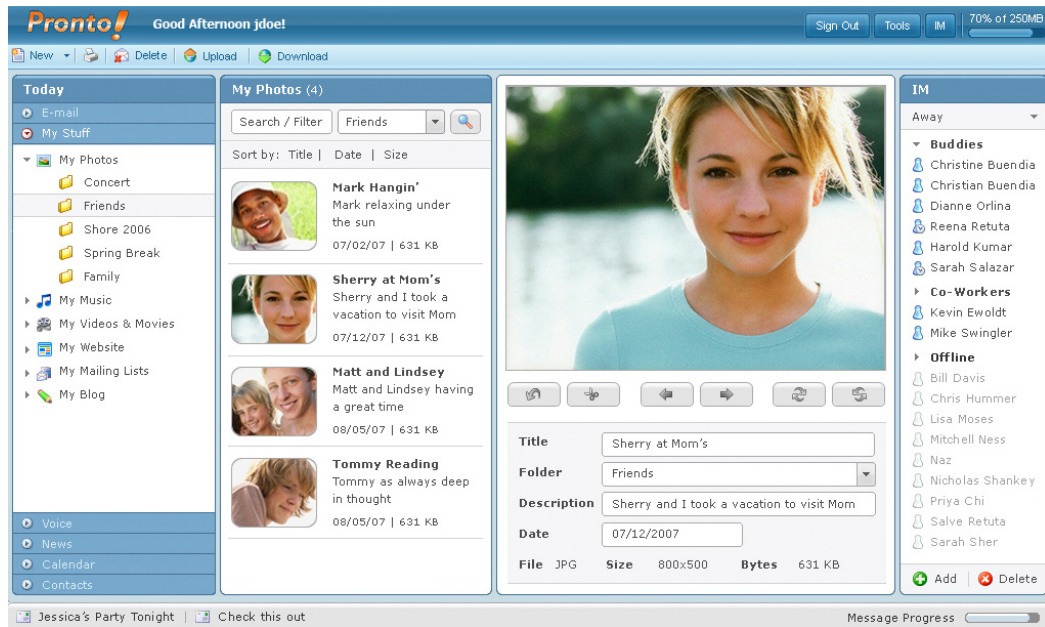 Pronto!
Good Afternoon jdoe!
Sign Out
Tools
IM
70% of 250MB
New
Delete
Upload
Download
Today
E-mail
My Stuff
My Photos
Concert
Friends
Shore 2006
Spring Break
Family
My Music
My Videos & Movies
My Website
My Mailing Lists
My Blog
Voice
News
Calendar
Contacts
My Photos (4)
Search / Filter
Friends
Sort by: Title | Date | Size
Mark Hangin'
Mark relaxing under
the sun
07/02/07 | 631 KB
Sherry at Mom's
Sherry and I took a
vacation to visit Mom
07/12/07 | 631 KB
Matt and Lindsey
Matt and Lindsey having
a great time
08/05/07 | 631 KB
Tommy Reading
Tommy as always deep
in thought
08/05/07 | 631 KB
Title Sherry at Mom's
Folder Friends
Description Sherry and I took a vacation to visit Mom
Date 07/12/2007
File JPG Size 800x500 Bytes 631 KB
IM
Away
Buddies
Christine Buendia
Christian Buendia
Dianne Orlina
Reena Retuta
Harold Kumar
Sarah Salazar
Co-Workers
Kevin Ewoldt
Mike Swingler
Offline
Bill Davis
Chris Hummer
Lisa Moses
Mitchell Ness
Naz
Nicholas Shankey
Priya Chi
Salve Retuta
Sarah Sher
Add | Delete
Jessica's Party Tonight | Check this out
Message Progress